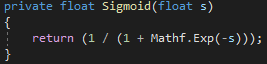 private float Sigmoid(float s)
{
    return (1 / (1 + Mathf.Exp(-s)));
}